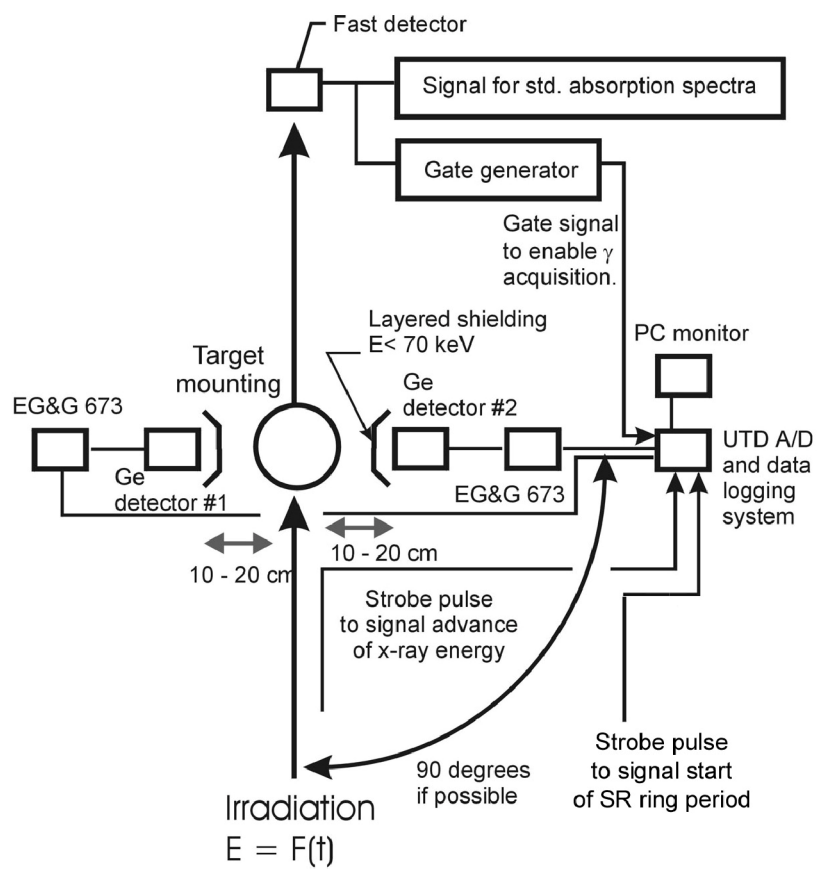 Fast detector
Signal for std. absorption spectra
Gate generator
Gate signal
to enable γ
acquisition.
Layered shielding
E< 70 keV
PC monitor
Target
mounting
Ge
detector #2
EG&G 673
Ge
detector #1
EG&G 673
UTD A/D
and data
logging
system
10 - 20 cm
10 - 20 cm
Strobe pulse
to signal advance
of x-ray energy
90 degrees
if possible
Strobe pulse
to signal start
of SR ring period
Irradiation
E = F(t)